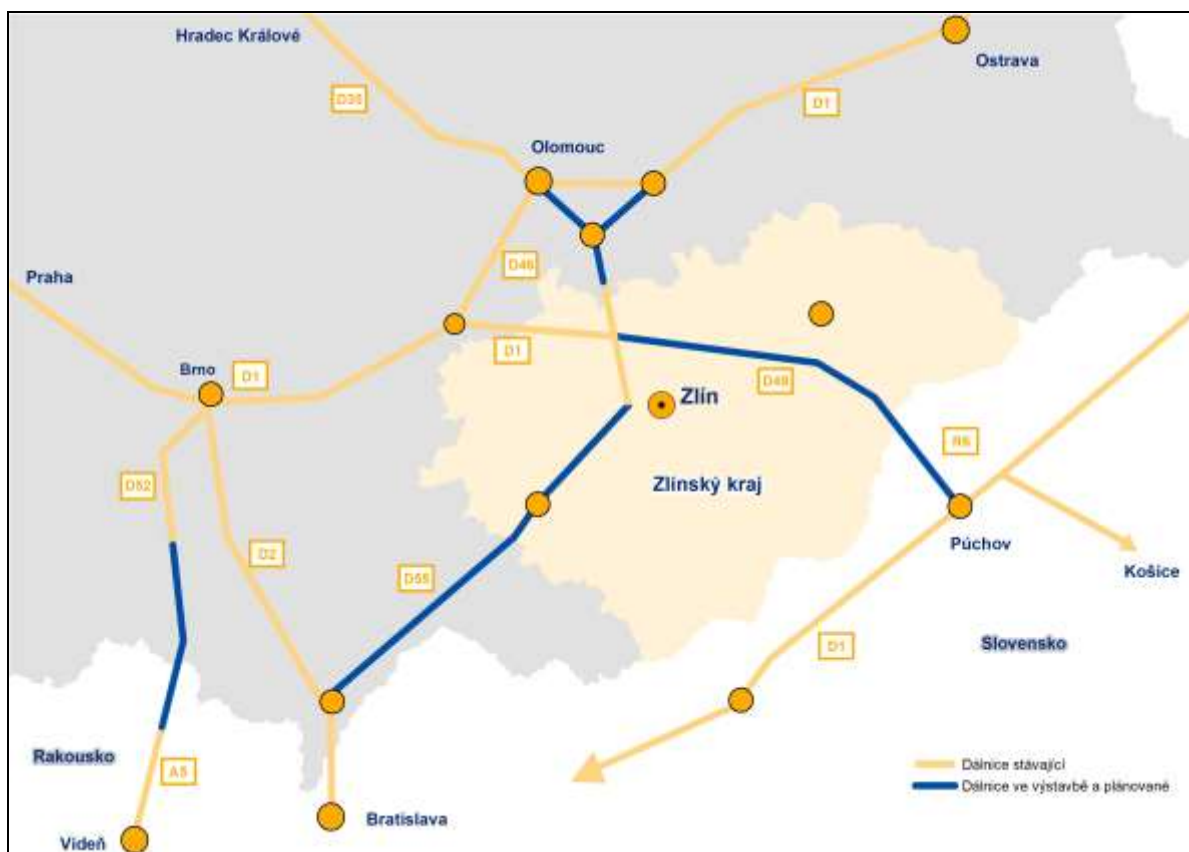 Hradec Králové
Ostrava
D35
D1
Olomouc
D46
Praha
D1
Brno
D1
D49
Zlín
D52
R6
Zlínský kraj
Púchov
D2
D55
Košice
Slovensko
D1
Rakousko
A5
Dálnice stávající
Dálnice ve výstavbě a plánované
Bratislava
Vídeň